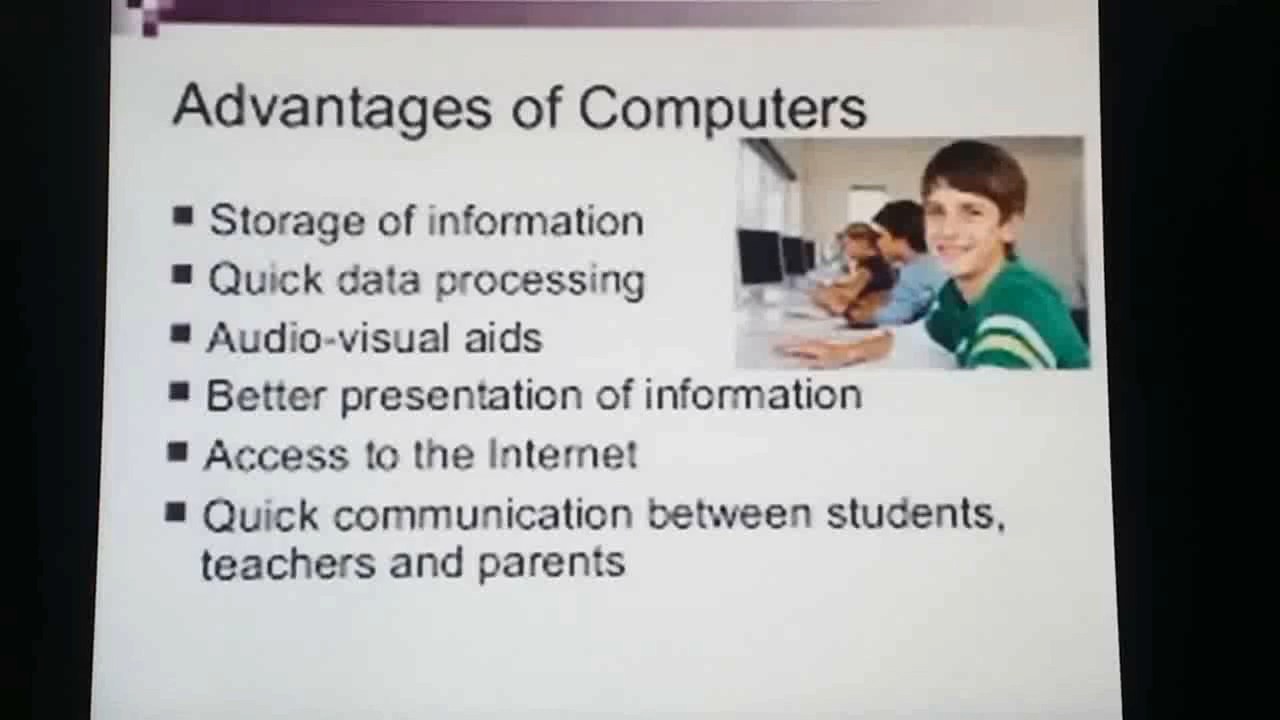 Advantages of Computers
Storage of information
Quick data processing
Audio-visual aids
Better presentation of information
Access to the Internet
Quick communication between students,
teachers and parents